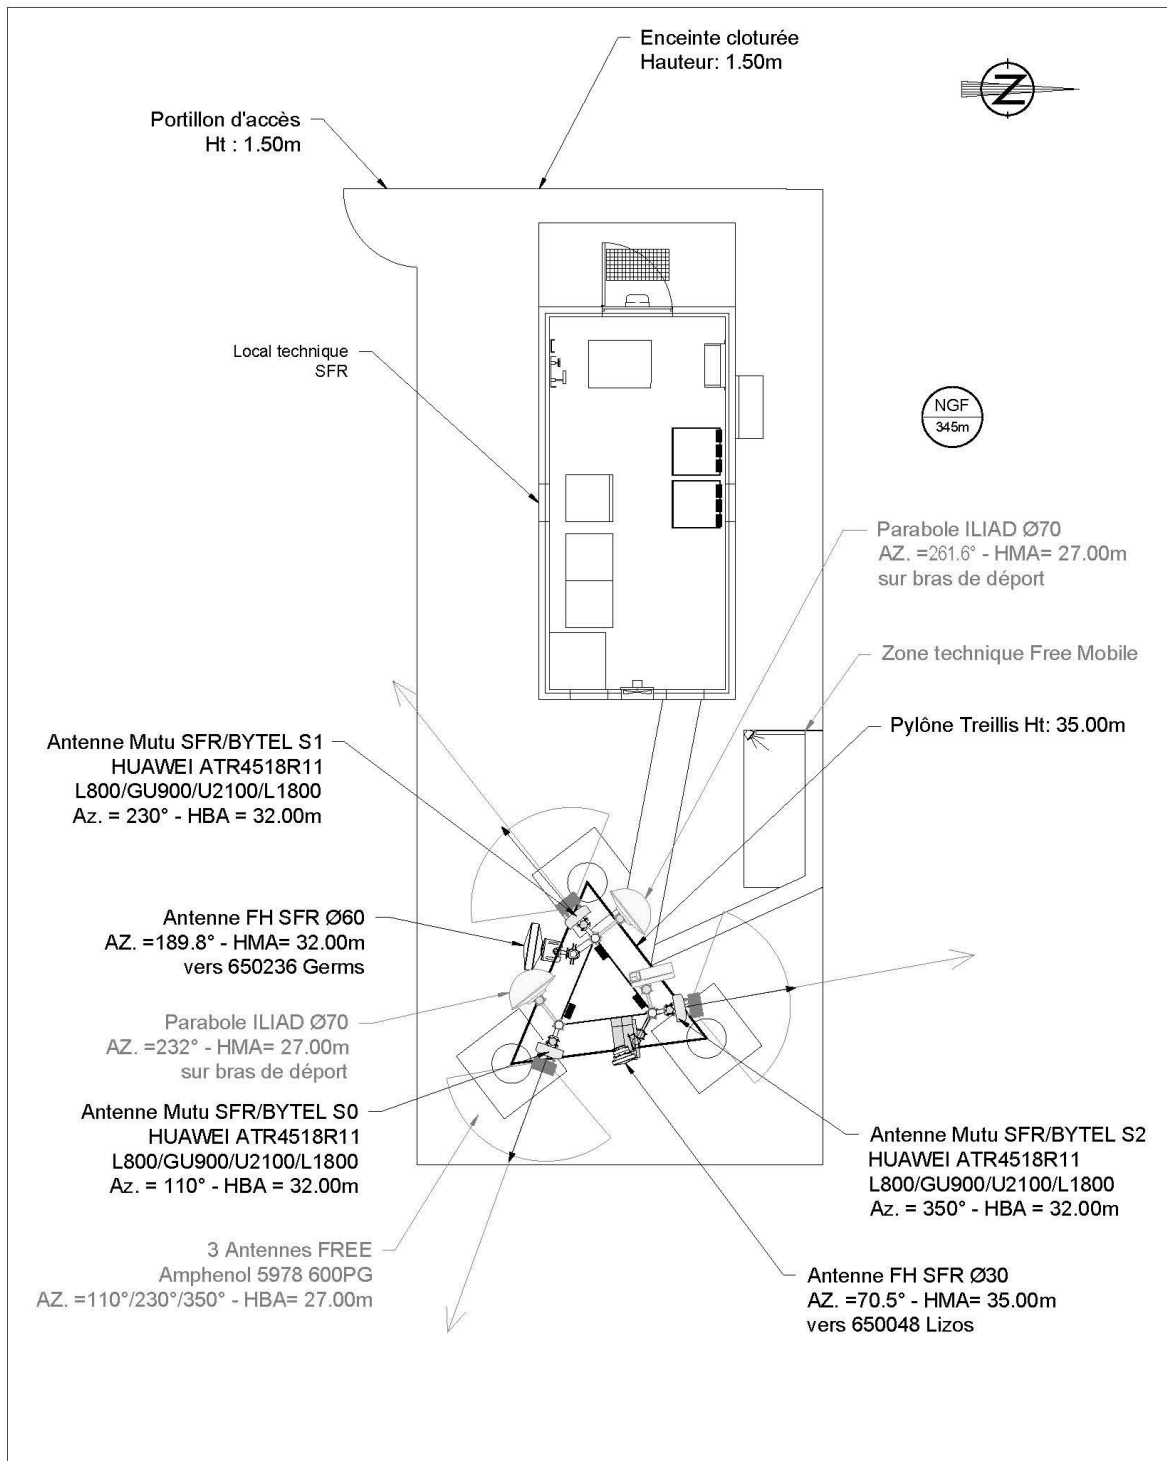 Enceinte cloturée
Hauteur: 1.50m
Z
Portillon d'accès
Ht : 1.50m
Local technique
SFR
NGF
345m
Parabole ILIAD Ø70
AZ. =261.6° - HMA= 27.00m
sur bras de déport
Zone technique Free Mobile
Pylône Treillis Ht: 35.00m
Antenne Mutu SFR/BYTEL S1
HUAWEI ATR4518R11
L800/GU900/U2100/L1800
Az. = 230° - HBA = 32.00m
Antenne FH SFR Ø60
AZ. =189.8° - HMA= 32.00m
vers 650236 Germs
Parabole ILIAD Ø70
AZ. =232° - HMA= 27.00m
sur bras de déport
Antenne Mutu SFR/BYTEL S0
HUAWEI ATR4518R11
L800/GU900/U2100/L1800
Az. = 110° - HBA = 32.00m
Antenne Mutu SFR/BYTEL S2
HUAWEI ATR4518R11
L800/GU900/U2100/L1800
Az. = 350° - HBA = 32.00m
3 Antennes FREE
Amphenol 5978 600PG
AZ. =110°/230°/350° - HBA= 27.00m
Antenne FH SFR Ø30
AZ. =70.5° - HMA= 35.00m
vers 650048 Lizos